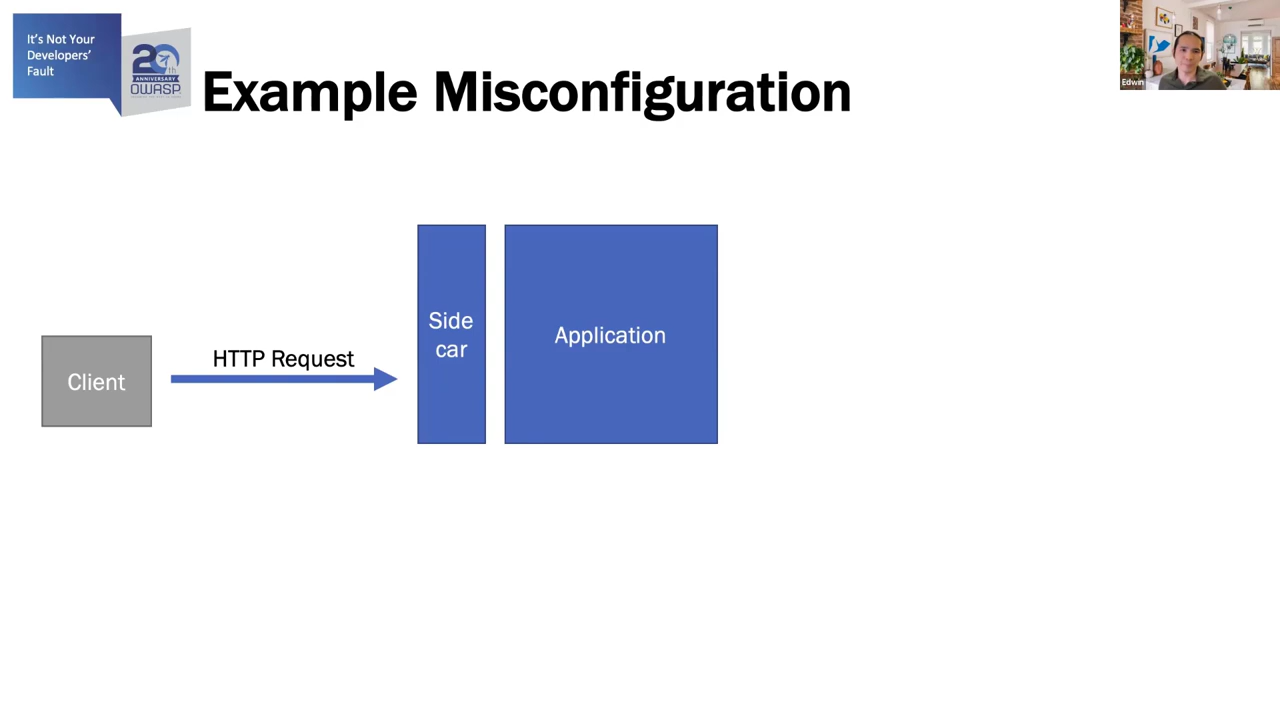 It's Not Your
Developers'
Fault
20th
ANNIVERSARY
OWASP
Example Misconfiguration
Edwin
Side
car
Application
HTTP Request
Client